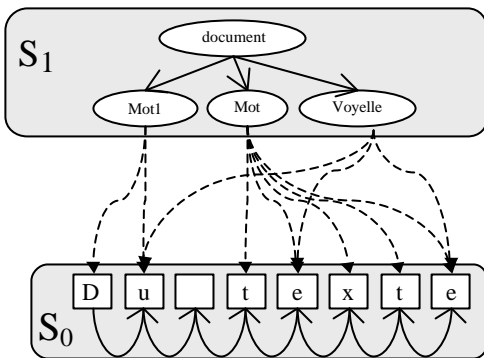 document
S1
Mot1 Mot Voyelle
D u t e x t e
S0